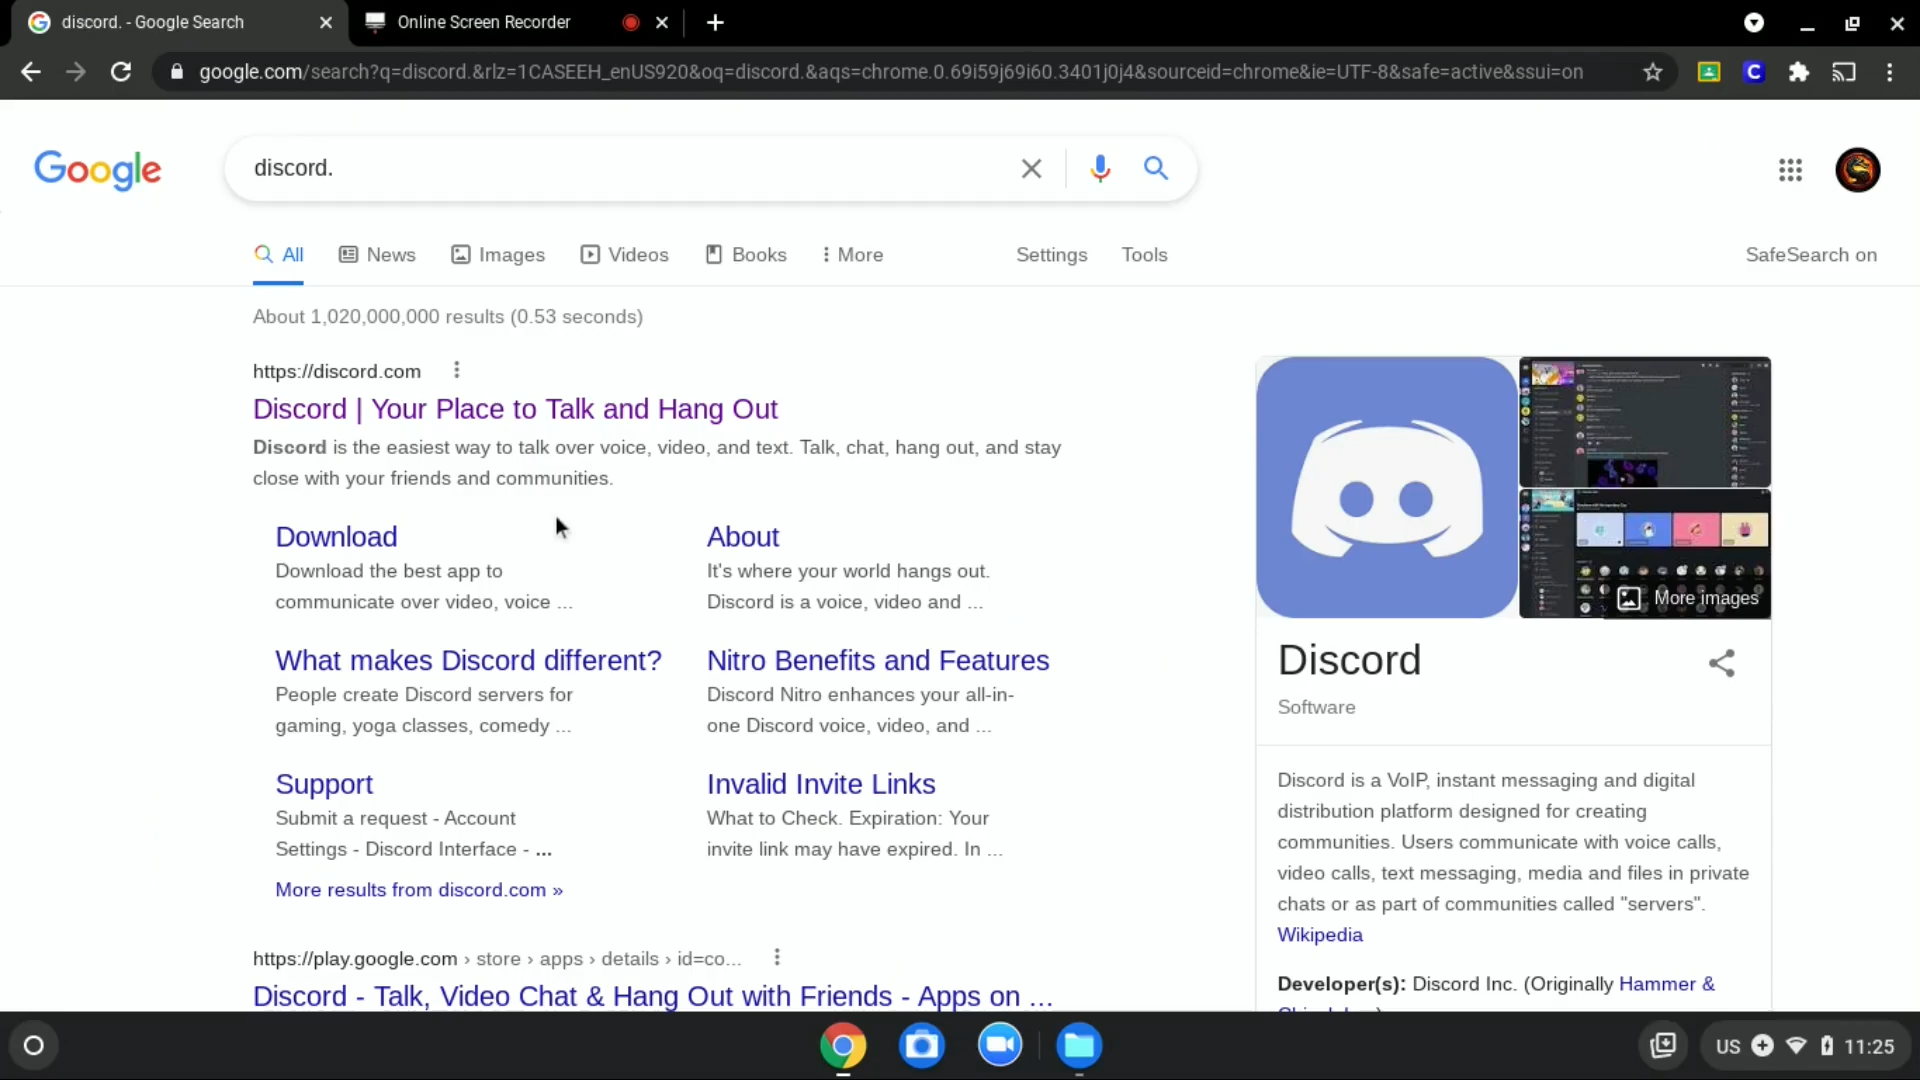 discord. - Google Search
Online Screen Recorder
google.com/search?q=discord.&rlz=1CASEEH_enUS920&oq=discord.&aqs=chrome.0.69i59j69i60.3401j0j4&sourceid=chrome&ie=UTF-8&safe=active&ssui=on
C
Google
discord.
All
News
Images
Videos
Books
More
Settings
Tools
SafeSearch on
About 1,020,000,000 results (0.53 seconds)
https://discord.com
Discord | Your Place to Talk and Hang Out
Discord is the easiest way to talk over voice, video, and text. Talk, chat, hang out, and stay
close with your friends and communities.
Download
Download the best app to
communicate over video, voice ...
About
It's where your world hangs out.
Discord is a voice, video and ...
What makes Discord different?
People create Discord servers for
gaming, yoga classes, comedy ...
Nitro Benefits and Features
Discord Nitro enhances your all-in-
one Discord voice, video, and ...
Support
Submit a request - Account
Settings - Discord Interface - ...
Invalid Invite Links
What to Check. Expiration: Your
invite link may have expired. In ...
More results from discord.com »
https://play.google.com › store › apps › details › id=co...
Discord - Talk, Video Chat & Hang Out with Friends - Apps on ...
More images
Discord
Software
Discord is a VoIP, instant messaging and digital
distribution platform designed for creating
communities. Users communicate with voice calls,
video calls, text messaging, media and files in private
chats or as part of communities called "servers".
Wikipedia
Developer(s): Discord Inc. (Originally Hammer &
US
11:25